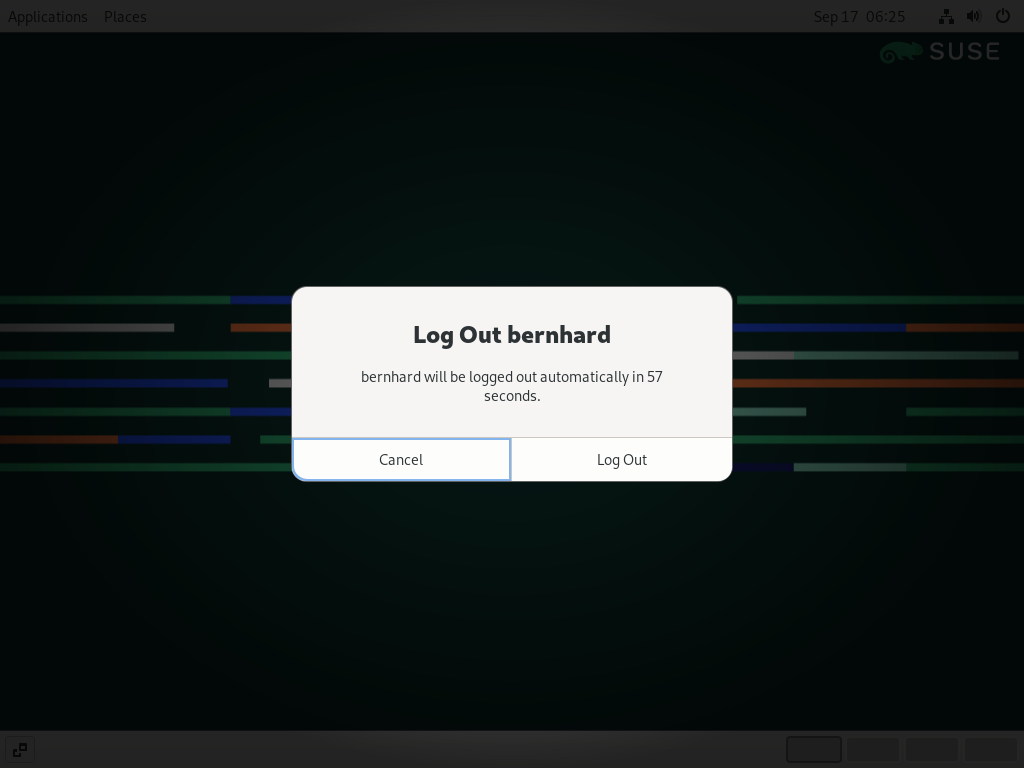 Applications Places Sep 17 06:25
SUSE
Log Out bernhard
bernhard will be logged out automatically in 57
seconds.
Cancel Log Out